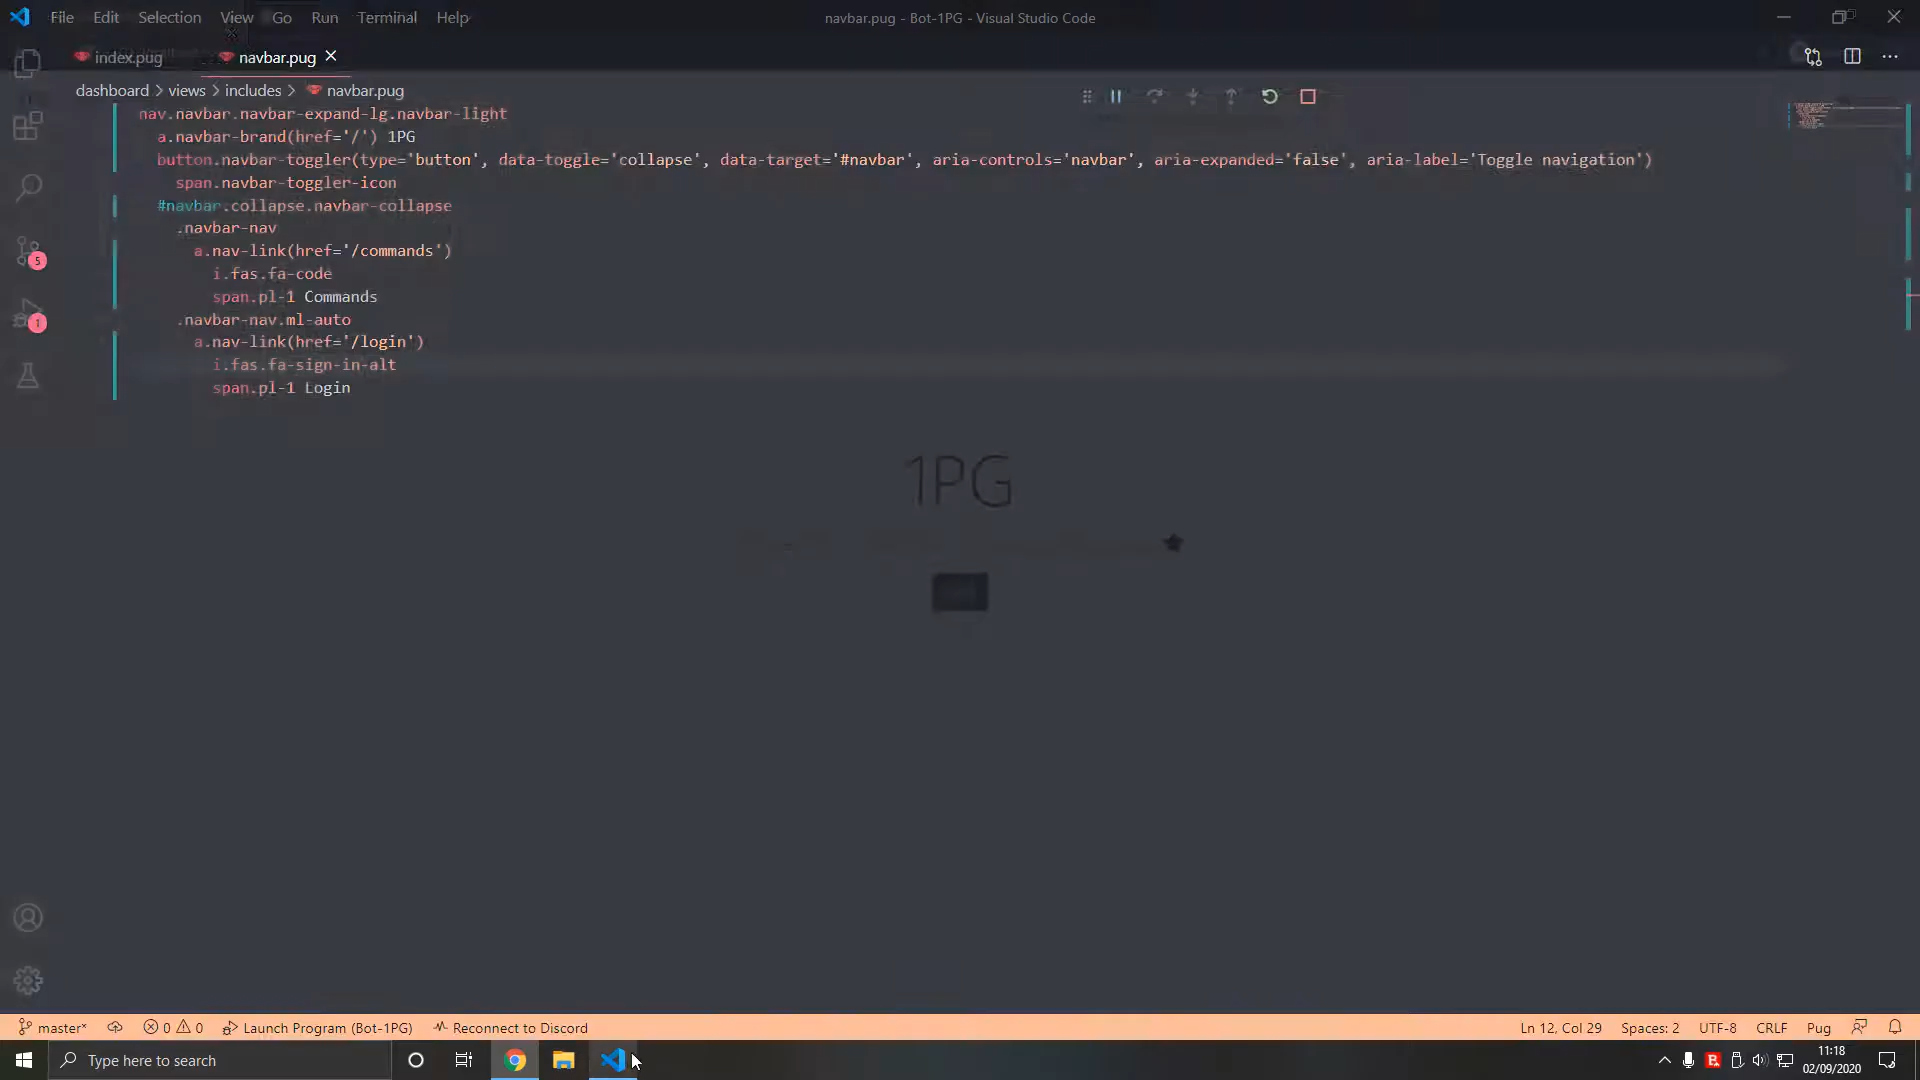 File Edit Selection View Go Run Terminal Help
navbar.pug - Bot-1PG - Visual Studio Code
index.pug navbar.pug
dashboard views includes navbar.pug
nav.navbar.navbar-expand-lg.navbar-light
a.navbar-brand(href='/') 1PG
button.navbar-toggler(type='button', data-toggle='collapse', data-target='#navbar', aria-controls='navbar', aria-expanded='false', aria-label='Toggle navigation')
span.navbar-toggler-icon
#navbar.collapse.navbar-collapse
.navbar-nav
a.nav-link(href='/commands')
i.fas.fa-code
span.pl-1 Commands
.navbar-nav.ml-auto
a.nav-link(href='/login')
i.fas.fa-sign-in-alt
span.pl-1 Login
5
1
1PG
master* 0 0 Launch Program (Bot-1PG) Reconnect to Discord
Ln 12, Col 29 Spaces: 2 UTF-8 CRLF Pug
Type here to search
11:18
02/09/2020